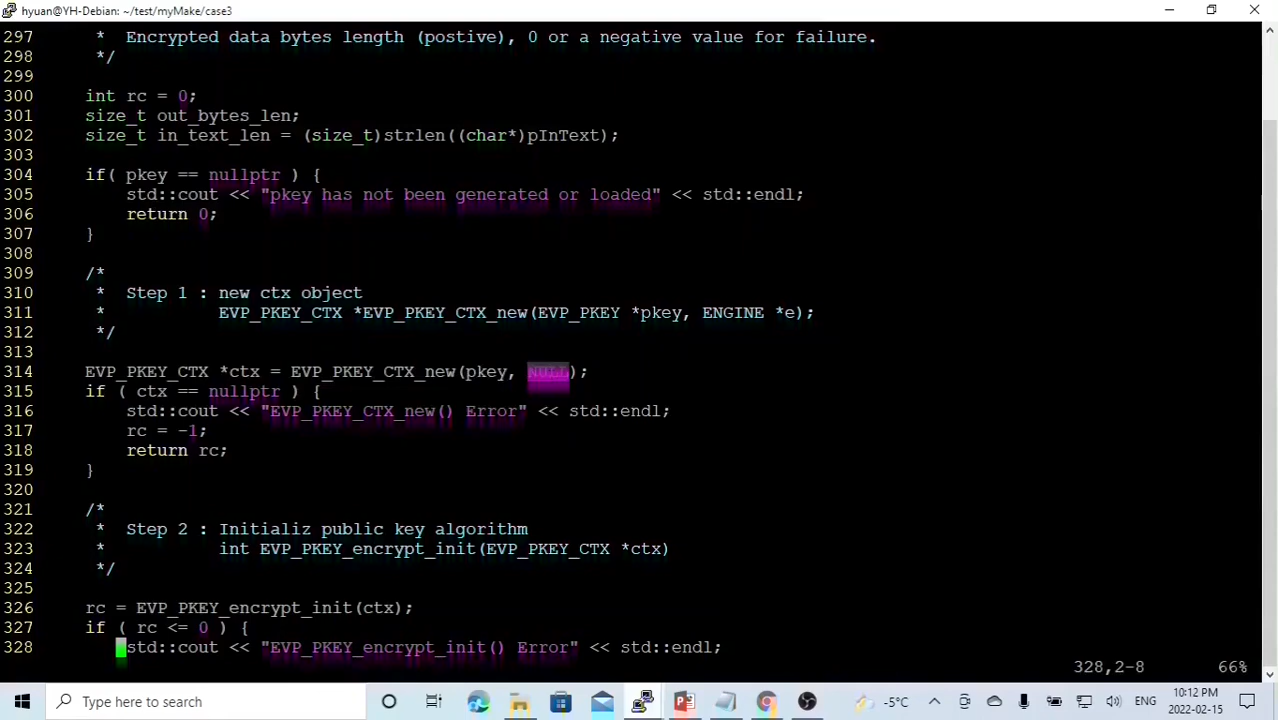 hyuan@YH-Debian: ~/test/myMake/case3
297 * Encrypted data bytes length (postive), 0 or a negative value for failure.
298 */
299
300 int rc = 0;
301 size_t out_bytes_len;
302 size_t in_text_len = (size_t)strlen((char*)pInText);
303
304 if( pkey == nullptr ) {
305 std::cout << "pkey has not been generated or loaded" << std::endl;
306 return 0;
307 }
308
309 /*
310 * Step 1 : new ctx object
311 * EVP_PKEY_CTX *EVP_PKEY_CTX_new(EVP_PKEY *pkey, ENGINE *e);
312 */
313
314 EVP_PKEY_CTX *ctx = EVP_PKEY_CTX_new(pkey, NULL);
315 if ( ctx == nullptr ) {
316 std::cout << "EVP_PKEY_CTX_new() Error" << std::endl;
317 rc = -1;
318 return rc;
319 }
320
321 /*
322 * Step 2 : Initializ public key algorithm
323 * int EVP_PKEY_encrypt_init(EVP_PKEY_CTX *ctx)
324 */
325
326 rc = EVP_PKEY_encrypt_init(ctx);
327 if ( rc <= 0 ) {
328 std::cout << "EVP_PKEY_encrypt_init() Error" << std::endl;
328,2-8 66%
Type here to search
-5°C
ENG
10:12 PM
2022-02-15